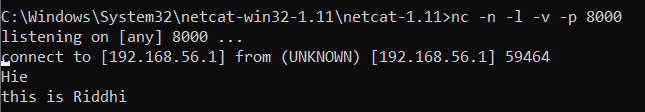 C:\Windows\System32\netcat-win32-1.11\netcat-1.11>nc -n -l -v -p 8000
listening on [any] 8000 ...
connect to [192.168.56.1] from (UNKNOWN) [192.168.56.1] 59464
Hie
this is Riddhi